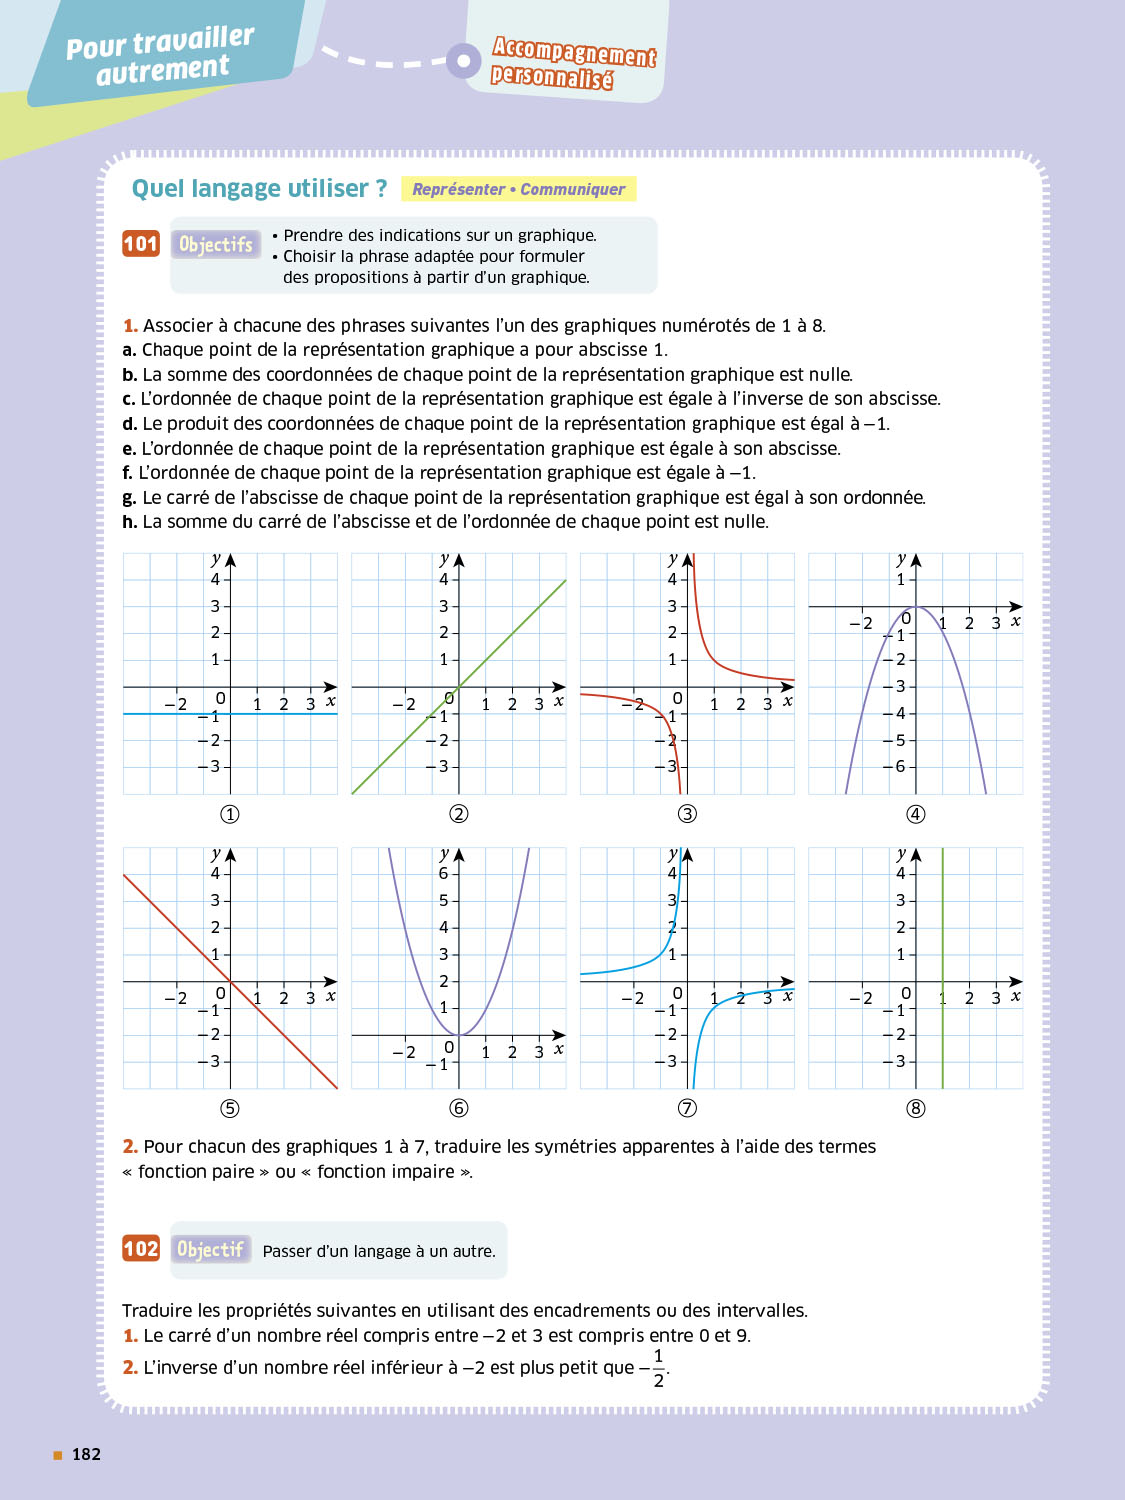 Pour travailler
autrement
Accompagnement
personnalisé
Quel langage utiliser ? Représenter • Communiquer
101 Objectifs • Prendre des indications sur un graphique.
• Choisir la phrase adaptée pour formuler
des propositions à partir d'un graphique.
1. Associer à chacune des phrases suivantes l'un des graphiques numérotés de 1 à 8.
a. Chaque point de la représentation graphique a pour abscisse 1.
b. La somme des coordonnées de chaque point de la représentation graphique est nulle.
c. L'ordonnée de chaque point de la représentation graphique est égale à l'inverse de son abscisse.
d. Le produit des coordonnées de chaque point de la représentation graphique est égal à −1.
e. L'ordonnée de chaque point de la représentation graphique est égale à son abscisse.
f. L'ordonnée de chaque point de la représentation graphique est égale à −1.
g. Le carré de l'abscisse de chaque point de la représentation graphique est égal à son ordonnée.
h. La somme du carré de l'abscisse et de l'ordonnée de chaque point est nulle.
y
4
3
2
1
−2 0 1 2 3 x
−1
−2
−3
①
y
4
3
2
1
−2 0 1 2 3 x
−1
−2
−3
②
y
4
3
2
1
−2 0 1 2 3 x
−1
−2
−3
③
y
1
−2 0 1 2 3 x
−1
−2
−3
−4
−5
−6
④
y
4
3
2
1
−2 0 1 2 3 x
−1
−2
−3
⑤
y
6
5
4
3
2
1
−2 0 1 2 3 x
−1
⑥
y
4
3
2
1
−2 0 1 2 3 x
−1
−2
−3
⑦
y
4
3
2
1
−2 0 1 2 3 x
−1
−2
−3
⑧
2. Pour chacun des graphiques 1 à 7, traduire les symétries apparentes à l'aide des termes
« fonction paire » ou « fonction impaire ».
102 Objectif Passer d'un langage à un autre.
Traduire les propriétés suivantes en utilisant des encadrements ou des intervalles.
1. Le carré d'un nombre réel compris entre −2 et 3 est compris entre 0 et 9.
2. L'inverse d'un nombre réel inférieur à −2 est plus petit que −1/2.
182